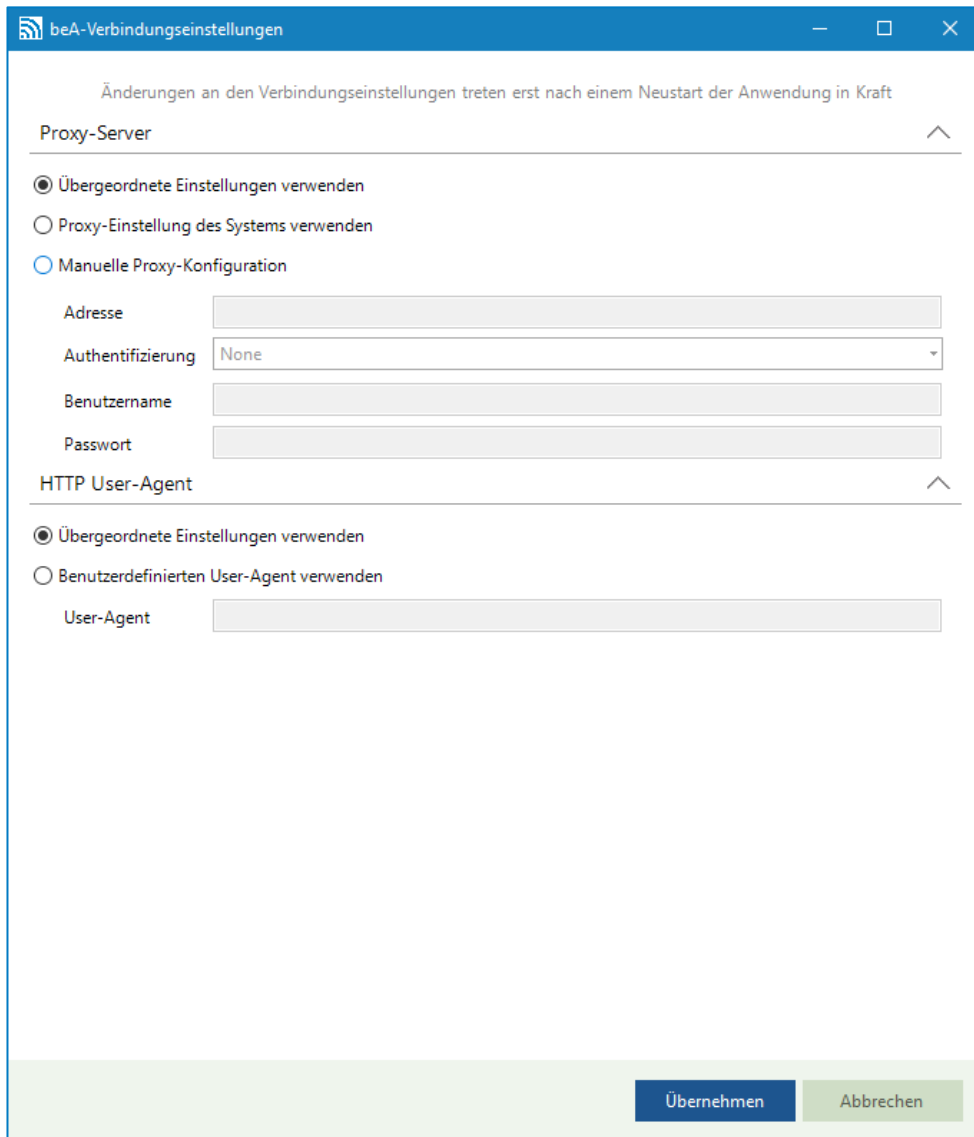 beA-Verbindungseinstellungen
Änderungen an den Verbindungseinstellungen treten erst nach einem Neustart der Anwendung in Kraft
Proxy-Server
Übergeordnete Einstellungen verwenden
Proxy-Einstellung des Systems verwenden
Manuelle Proxy-Konfiguration
Adresse
Authentifizierung None
Benutzername
Passwort
HTTP User-Agent
Übergeordnete Einstellungen verwenden
Benutzerdefinierten User-Agent verwenden
User-Agent
Übernehmen Abbrechen